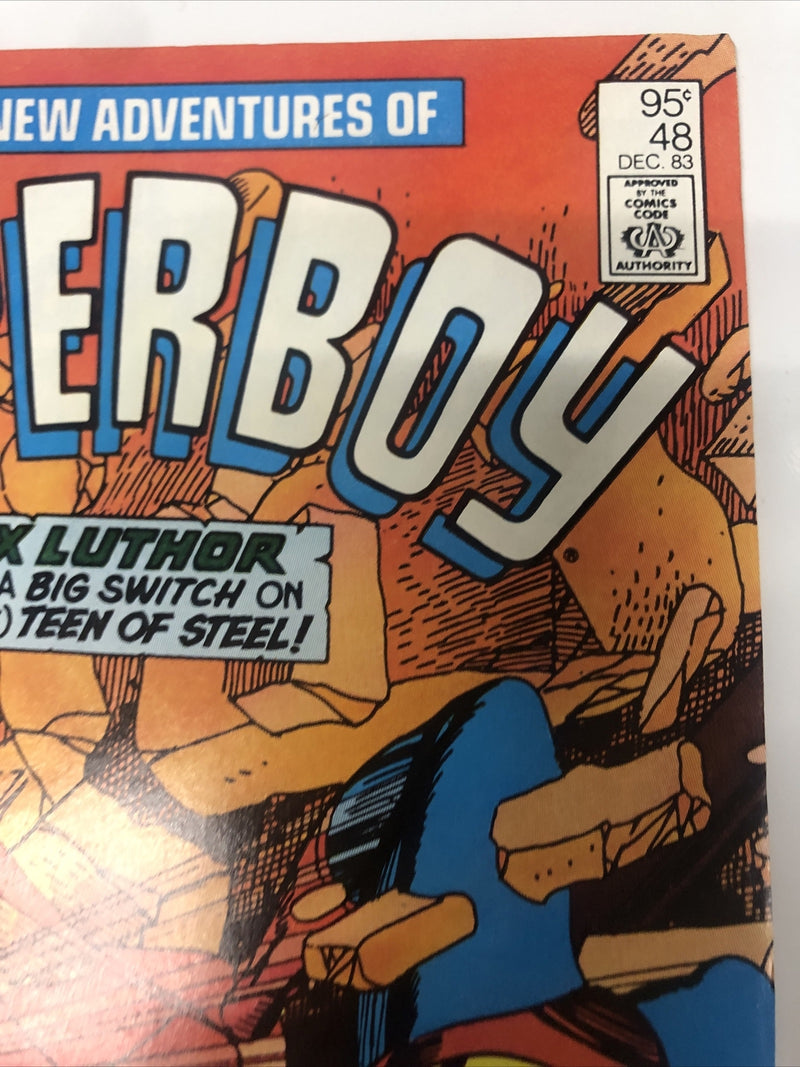 NEW ADVENTURES OF
ERBOY
®
95¢
48
DEC. 83
APPROVED
BY THE
COMICS
CODE
CA
AUTHORITY
X LUTHOR
A BIG SWITCH ON
) TEEN OF STEEL!